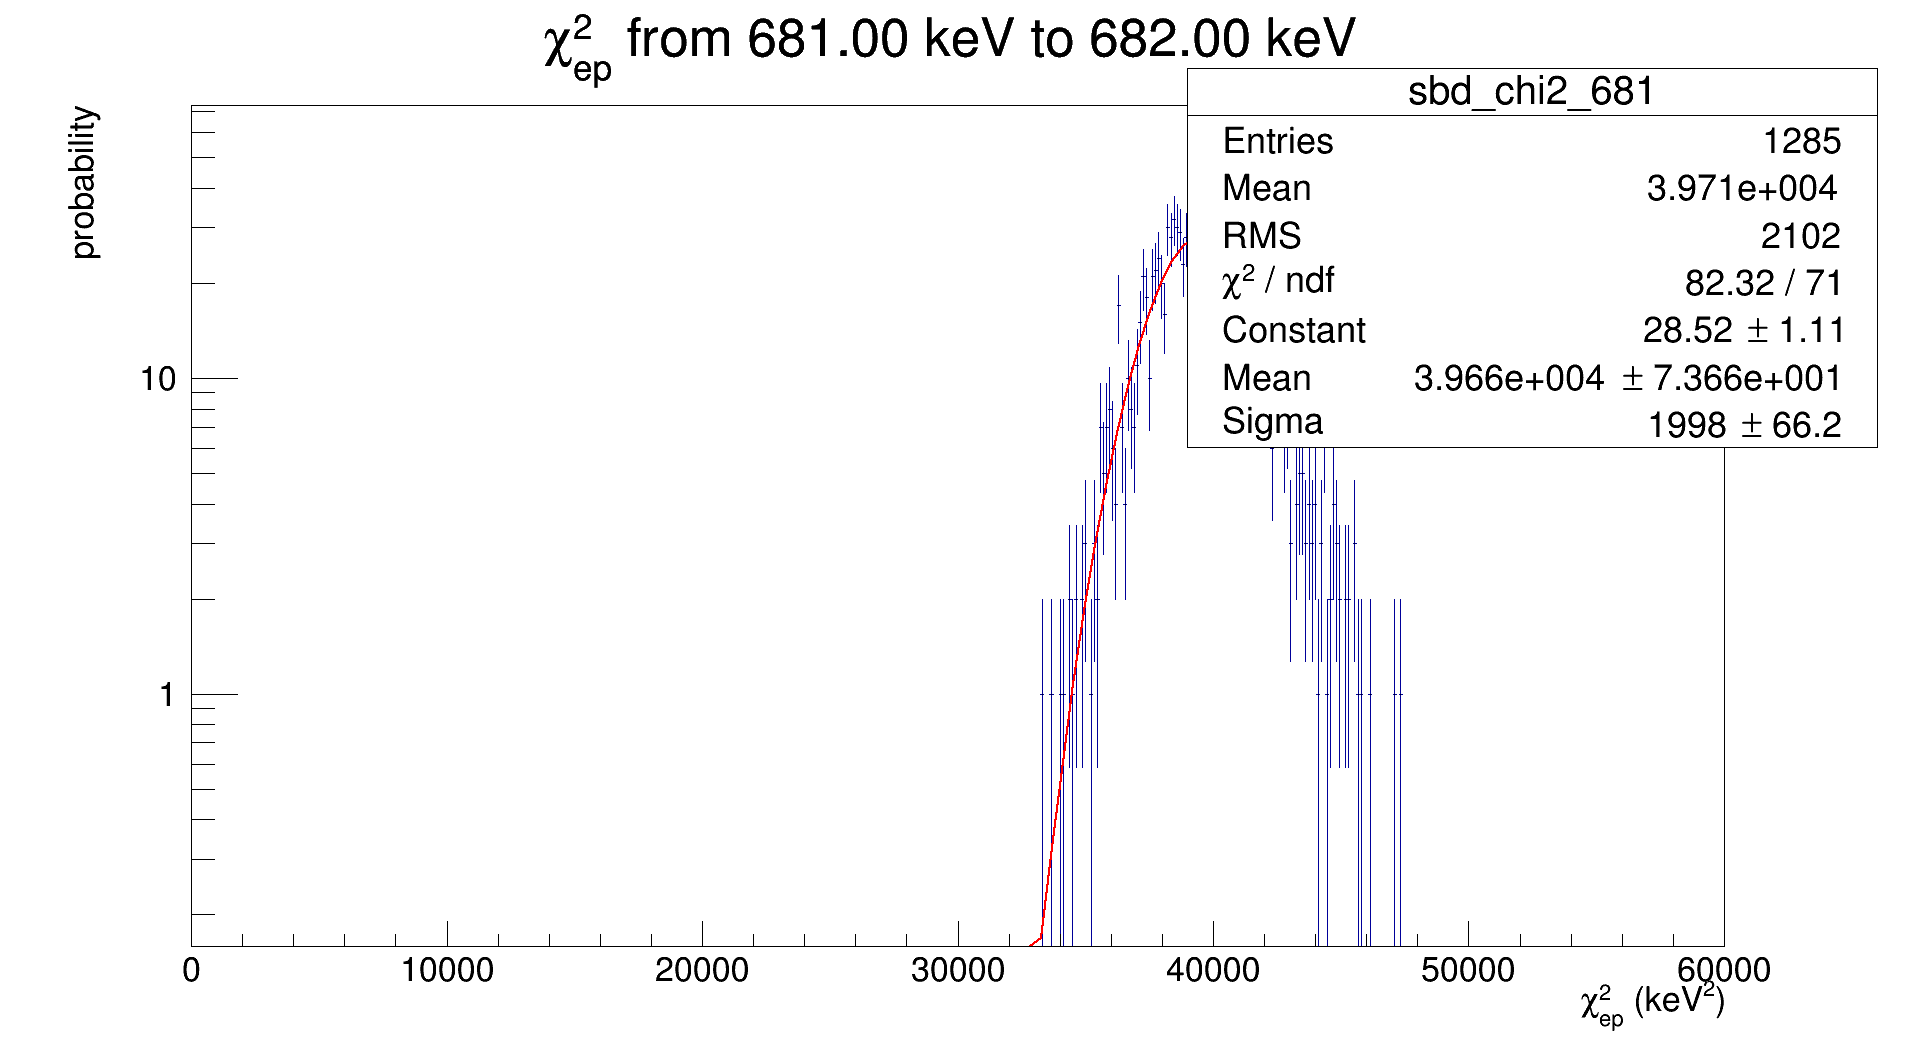 χ²ep from 681.00 keV to 682.00 keV
probability
sbd_chi2_681
Entries 1285
Mean 3.971e+004
RMS 2102
χ² / ndf 82.32 / 71
Constant 28.52 ± 1.11
Mean 3.966e+004 ± 7.366e+001
Sigma 1998 ± 66.2
10
1
0 10000 20000 30000 40000 50000 60000
χ²ep (keV²)